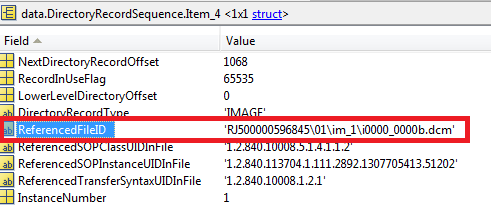 data.DirectoryRecordSequence.Item_4 <1x1 struct>
Field Value
NextDirectoryRecordOffset 1068
RecordInUseFlag 65535
LowerLevelDirectoryOffset 0
DirectoryRecordType 'IMAGE'
ReferencedFileID 'RJ500000596845\01\im_1\i0000_0000b.dcm'
ReferencedSOPClassUIDInFile '1.2.840.10008.5.1.4.1.1.2'
ReferencedSOPInstanceUIDInFile '1.2.840.113704.1.111.2892.1307705413.51202'
ReferencedTransferSyntaxUIDInFile '1.2.840.10008.1.2.1'
InstanceNumber 1